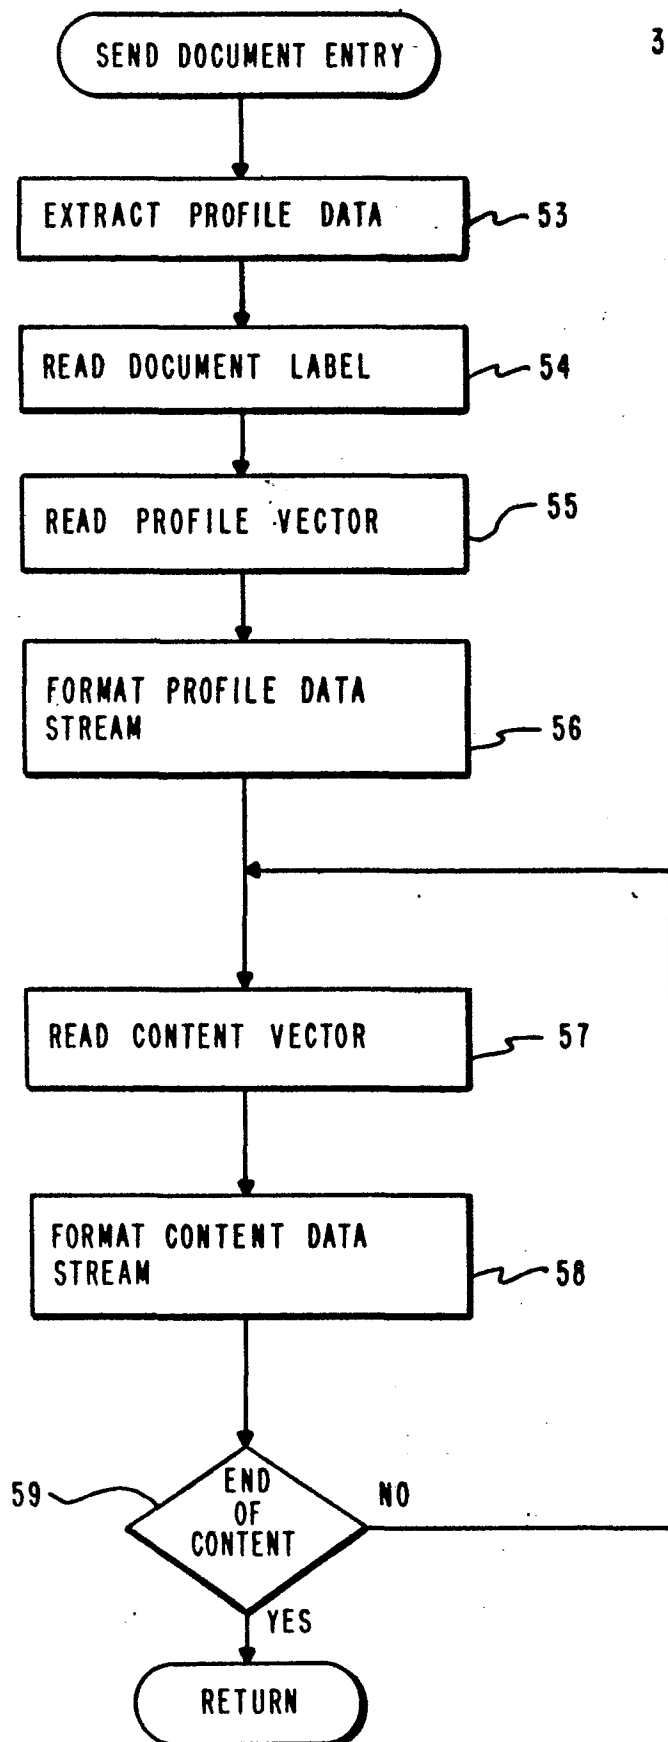 SEND DOCUMENT ENTRY
3
EXTRACT PROFILE DATA
53
READ DOCUMENT LABEL
54
READ PROFILE VECTOR
55
FORMAT PROFILE DATA
STREAM
56
READ CONTENT VECTOR
57
FORMAT CONTENT DATA
STREAM
58
59
END
OF
CONTENT
NO
YES
RETURN